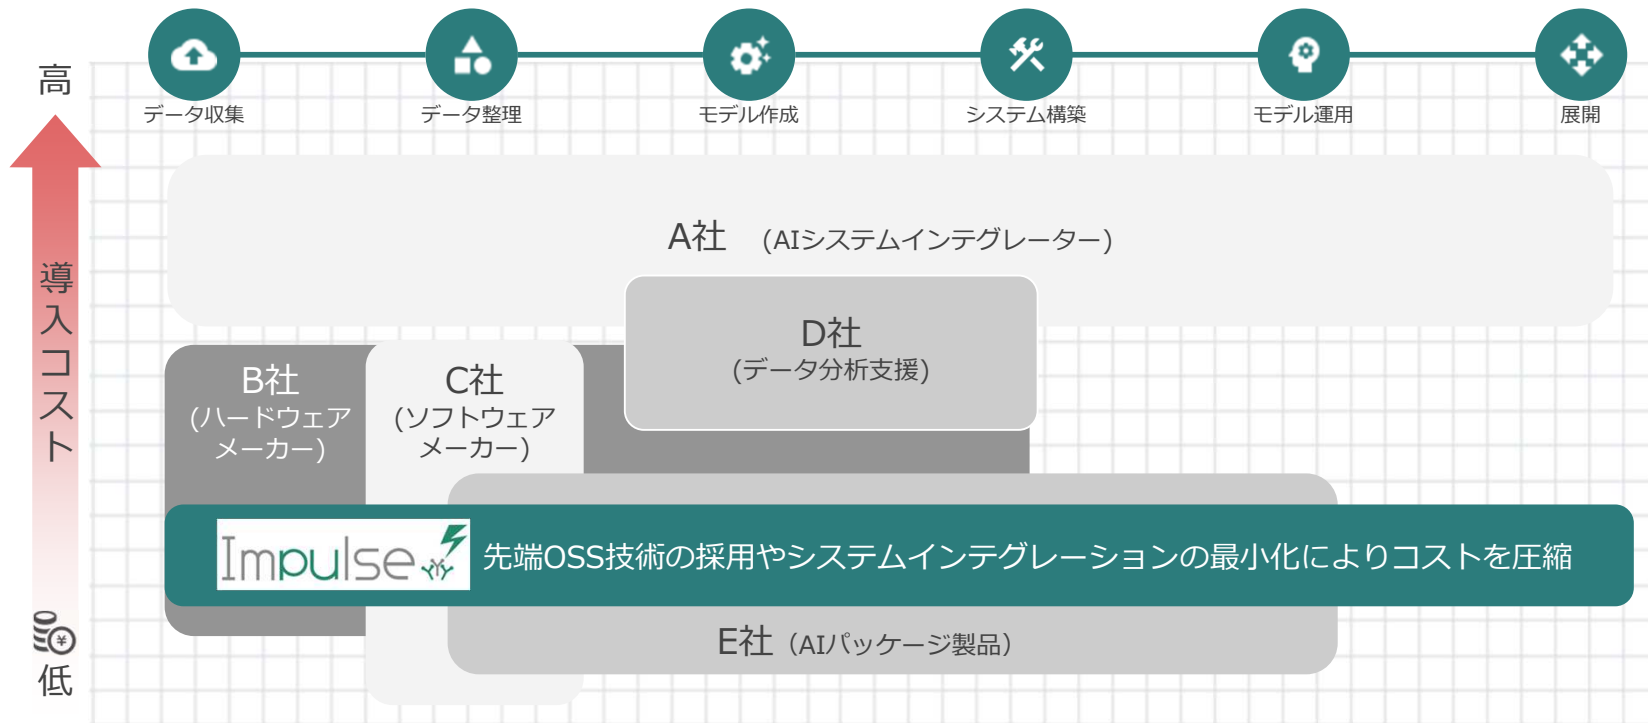 データ収集
データ整理
モデル作成
システム構築
モデル運用
展開
高
導入コスト
低
A社 (AIシステムインテグレーター)
D社
(データ分析支援)
B社
(ハードウェア
メーカー)
C社
(ソフトウェア
メーカー)
Impulse 先端OSS技術の採用やシステムインテグレーションの最小化によりコストを圧縮
E社 (AIパッケージ製品)
¥